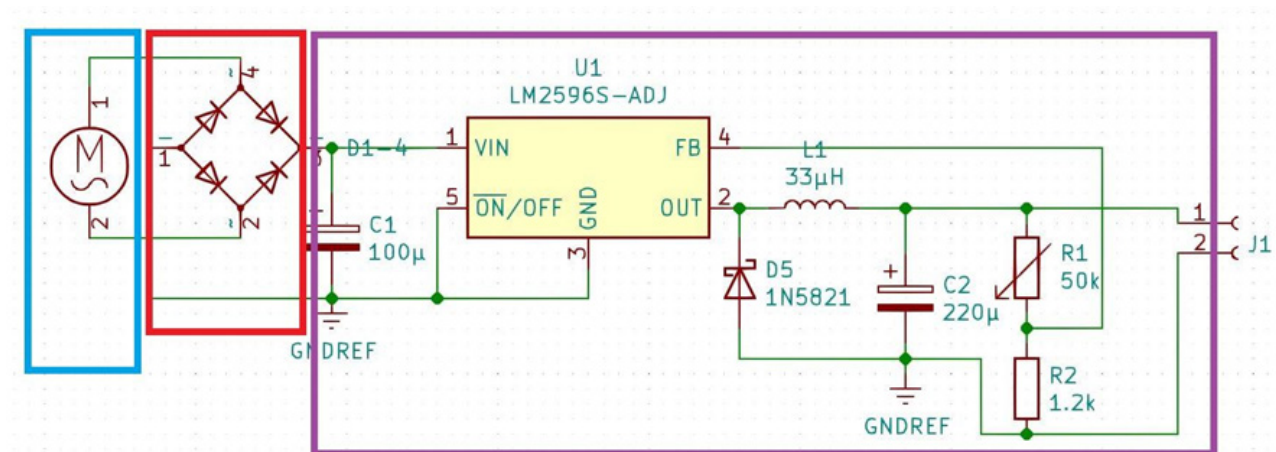 U1
LM2596S-ADJ
1
M
2
~
4
−
1
~
2
3
D1-4
1
VIN
FB
4
5
ON/OFF
GND
OUT
2
3
L1
33µH
+
C1
100µ
GNDREF
D5
1N5821
+
C2
220µ
GNDREF
R1
50k
R2
1.2k
1
2
J1